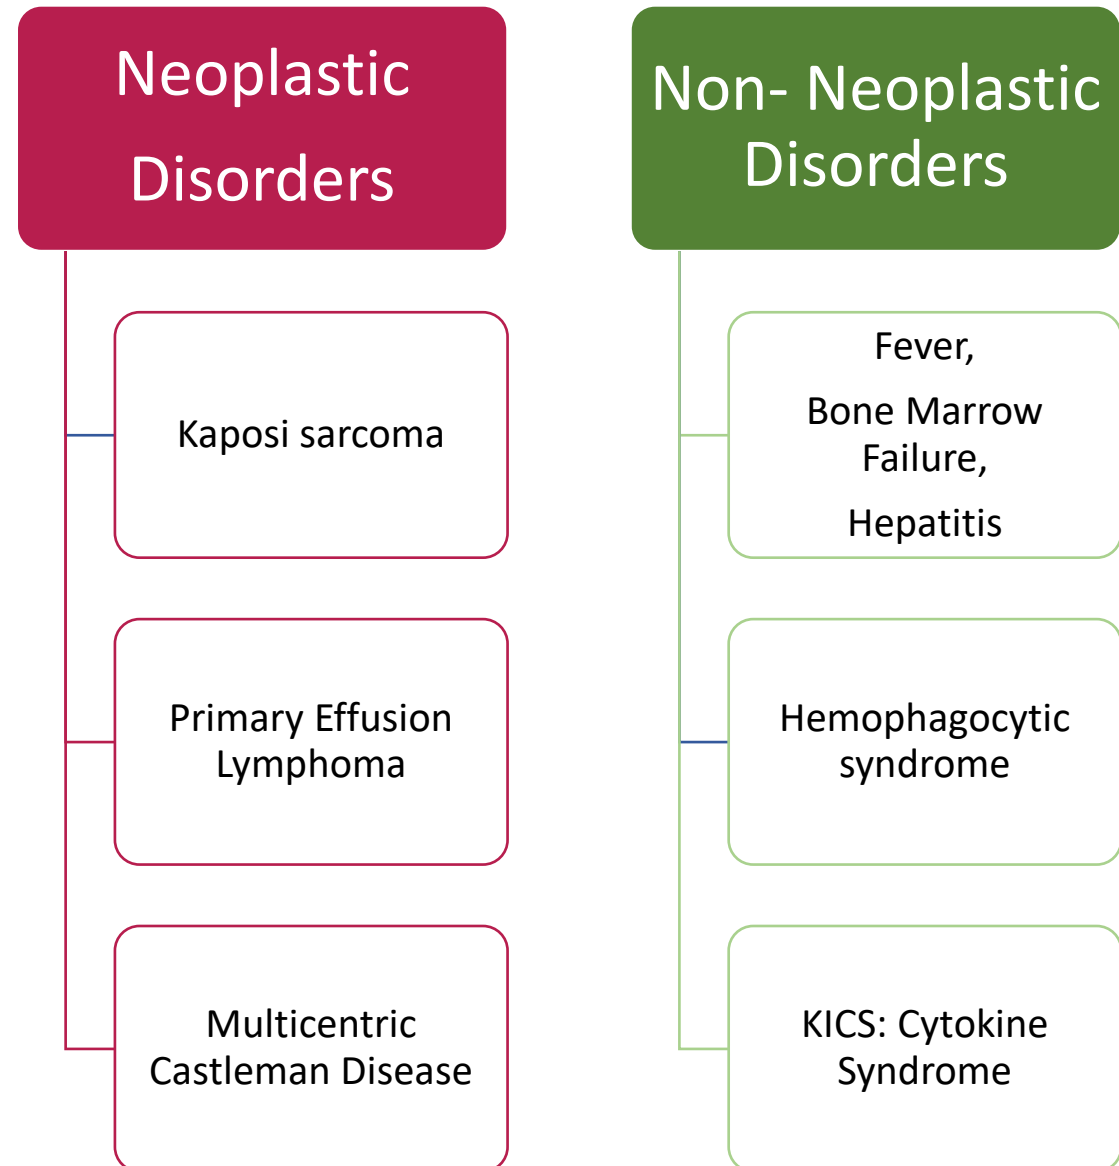 Neoplastic
Disorders
Kaposi sarcoma
Primary Effusion
Lymphoma
Multicentric
Castleman Disease
Non- Neoplastic
Disorders
Fever,
Bone Marrow
Failure,
Hepatitis
Hemophagocytic
syndrome
KICS: Cytokine
Syndrome